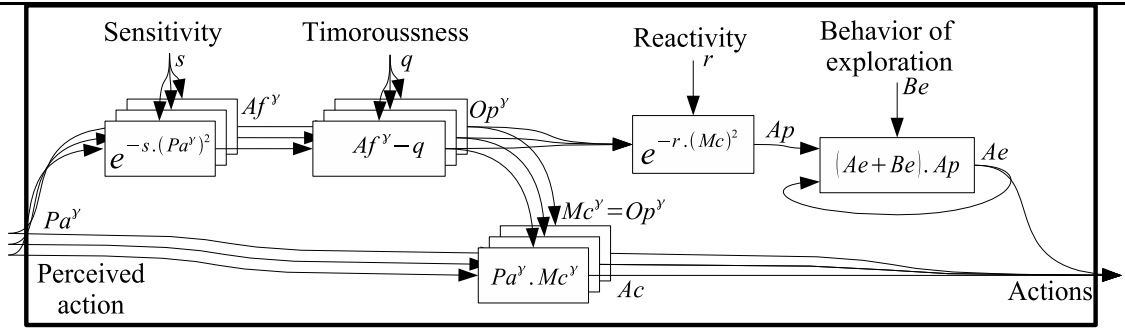 Sensitivity
s
Timoroussness
q
Reactivity
r
Behavior of
exploration
Be
Af^γ
Op^γ
Ap
Ae
e^{-s.(Pa^γ)^2}
Af^γ-q
e^{-r.(Mc)^2}
(Ae+Be).Ap
Pa^γ
Mc^γ=Op^γ
Perceived
action
Pa^γ.Mc^γ
Ac
Actions